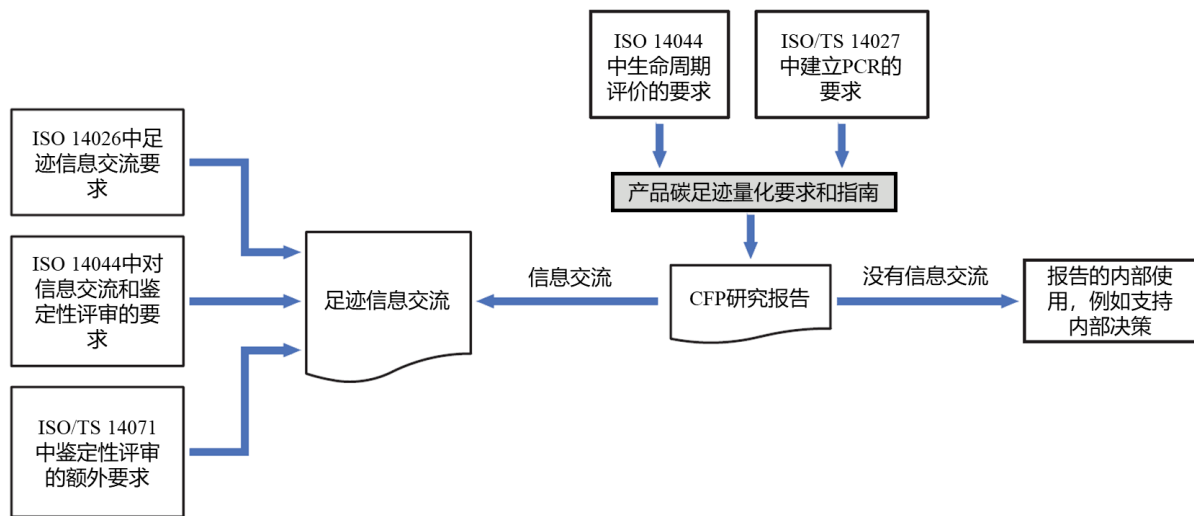 ISO 14044
中生命周期
评价的要求
ISO/TS 14027
中建立PCR的
要求
ISO 14026中足
迹信息交流要
求
产品碳足迹量化要求和指南
ISO 14044中对
信息交流和鉴
定性评审的要
求
足迹信息交流
信息交流
CFP研究报告
没有信息交流
报告的内部使
用，例如支持
内部决策
ISO/TS 14071
中鉴定性评审
的额外要求